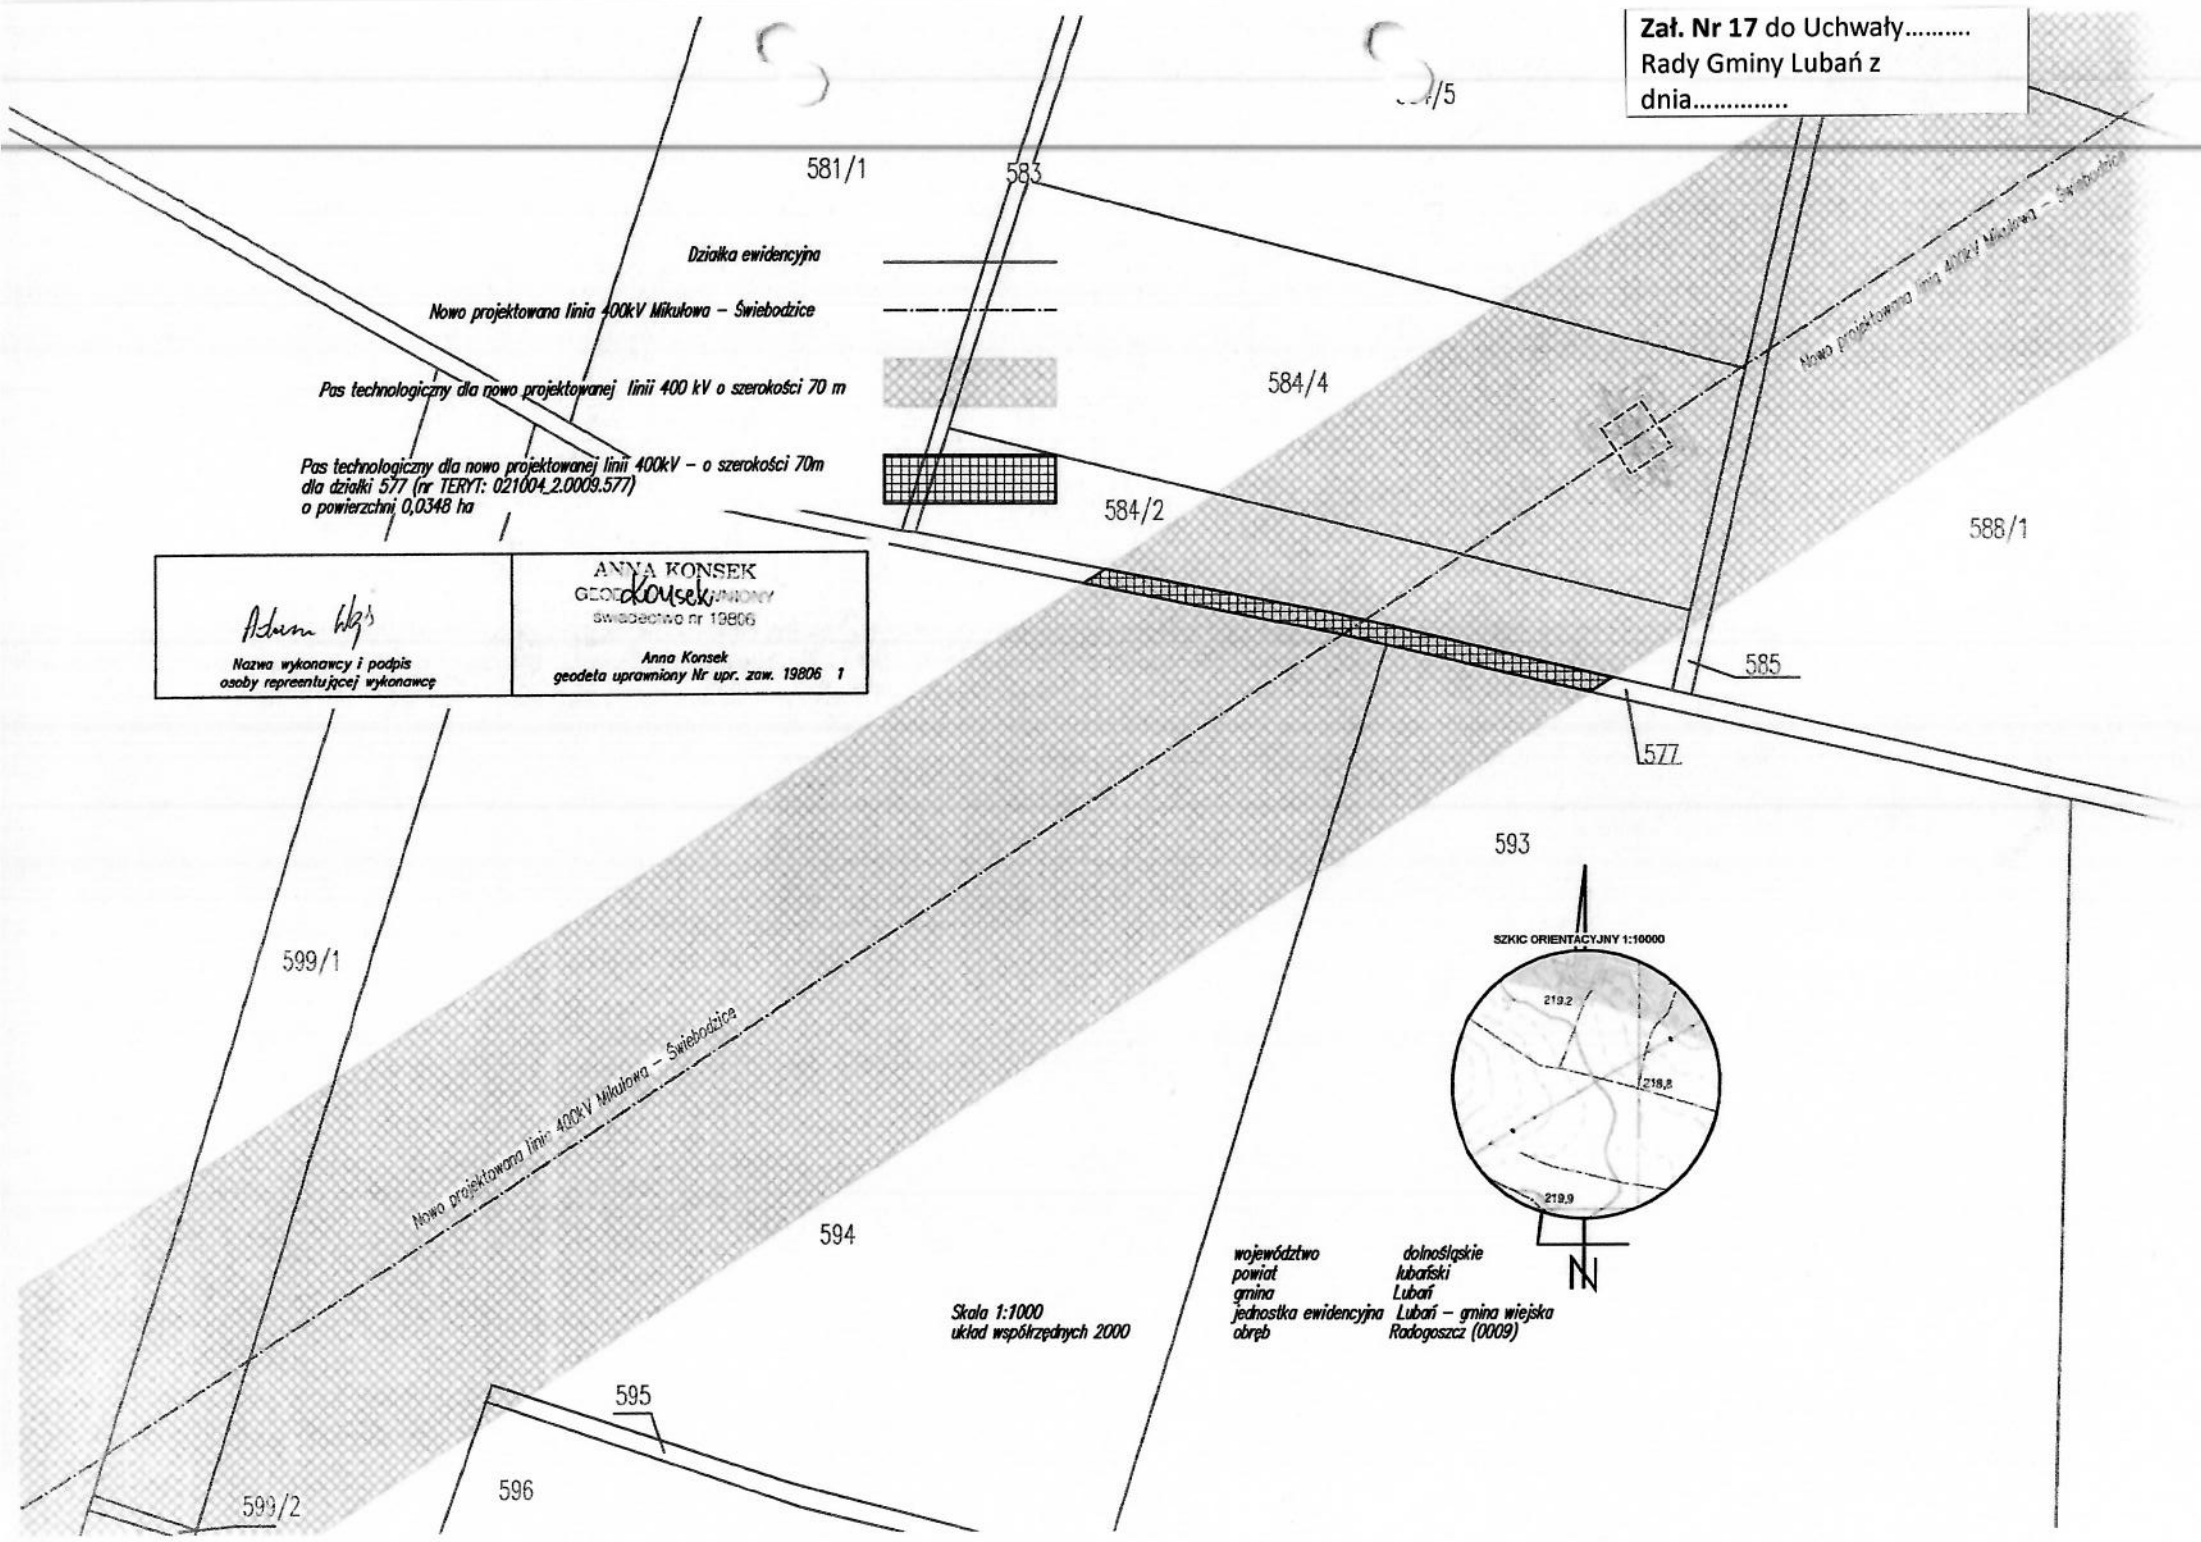 Zał. Nr 17 do Uchwały..........
Rady Gminy Lubań z
dnia..............
/5
581/1
583
Działka ewidencyjna
Nowo projektowana linia 400kV Mikułowa – Świebodzice
Pas technologiczny dla nowo projektowanej linii 400 kV o szerokości 70 m
Pas technologiczny dla nowo projektowanej linii 400kV – o szerokości 70m
dla działki 577 (nr TERYT: 021004_2.0009.577)
o powierzchni 0,0348 ha
584/4
584/2
588/1
Nowo projektowana linia 400kV Mikułowa – Świebodzice
ANNA KONSEK
Konsek
świadectwo nr 19806
Adam
Nazwa wykonawcy i podpis
osoby repreentującej wykonawcę
Anna Konsek
geodeta uprawniony Nr upr. zaw. 19806 1
585
577
593
599/1
Nowo projektowana linia 400kV Mikułowa – Świebodzice
SZKIC ORIENTACYJNY 1:10000
219.2
218,8
219,9
N
594
województwo dolnośląskie
powiat lubański
gmina Lubań
jednostka ewidencyjna Lubań – gmina wiejska
obręb Radogoszcz (0009)
Skala 1:1000
układ współrzędnych 2000
595
596
599/2